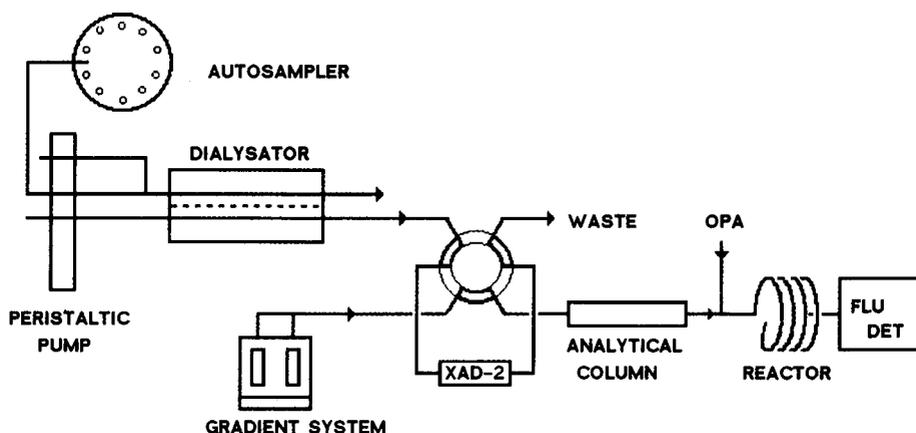 AUTOSAMPLER
DIALYSATOR
WASTE
OPA
PERISTALTIC
PUMP
FLU
DET
XAD-2
ANALYTICAL
COLUMN
REACTOR
GRADIENT SYSTEM